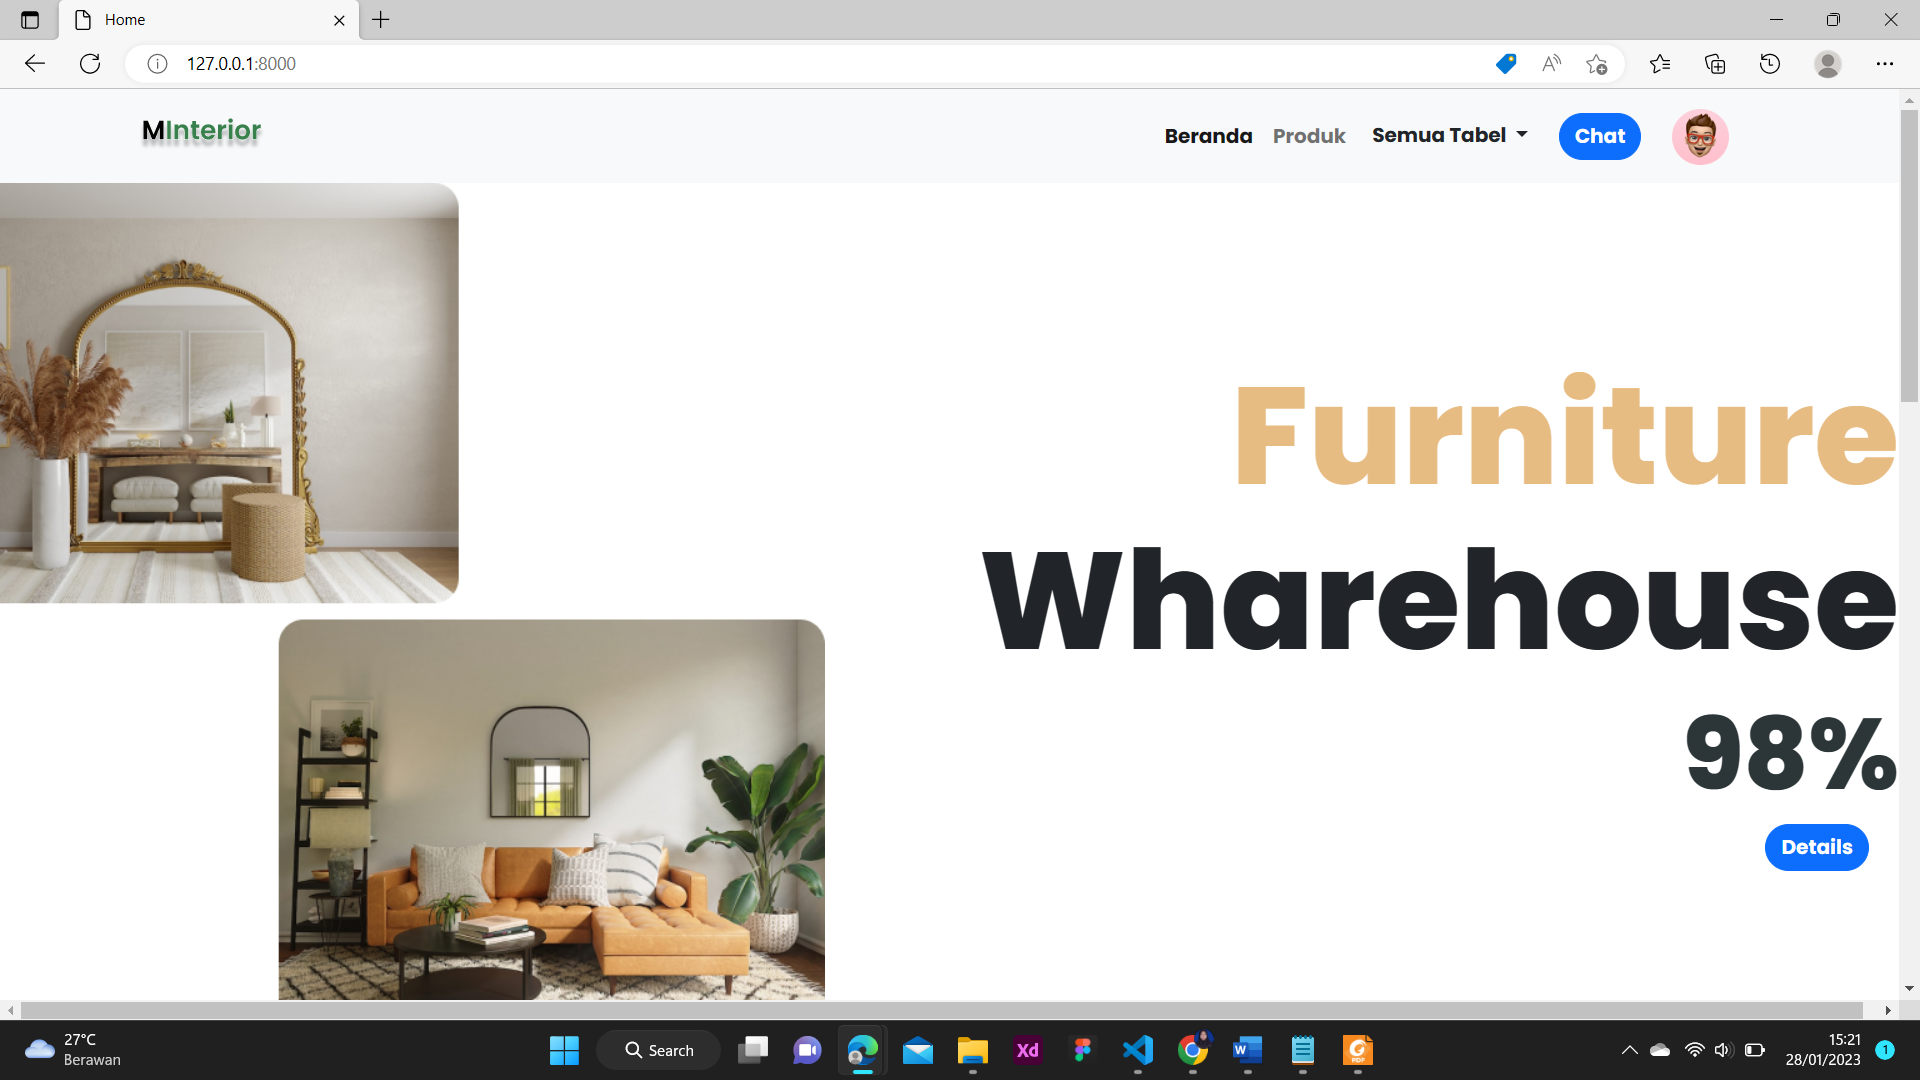 Home
127.0.0.1:8000
MInterior
Beranda
Produk
Semua Tabel
Chat
Furniture
Wharehouse
98%
Details
27°C
Berawan
Search
Xd
W
PDF
15:21
28/01/2023
1